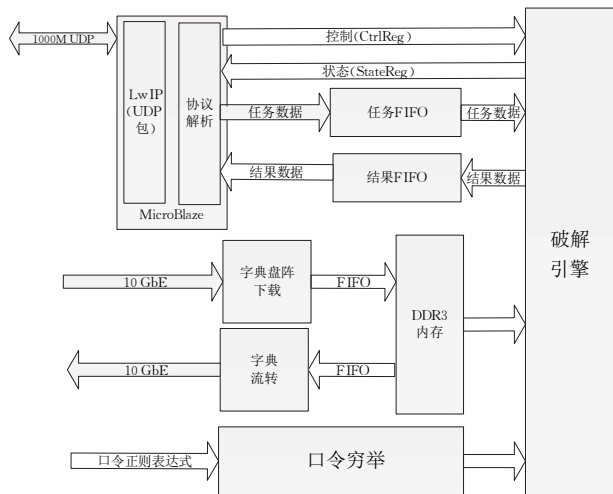 1000M UDP
LwIP
(UDP
包)
协议
解析
MicroBlaze
控制(CtrlReg)
状态(StateReg)
任务数据
任务FIFO
任务数据
结果数据
结果FIFO
结果数据
破解
引擎
10 GbE
字典盘阵
下载
FIFO
DDR3
内存
10 GbE
字典
流转
FIFO
口令正则表达式
口令穷举